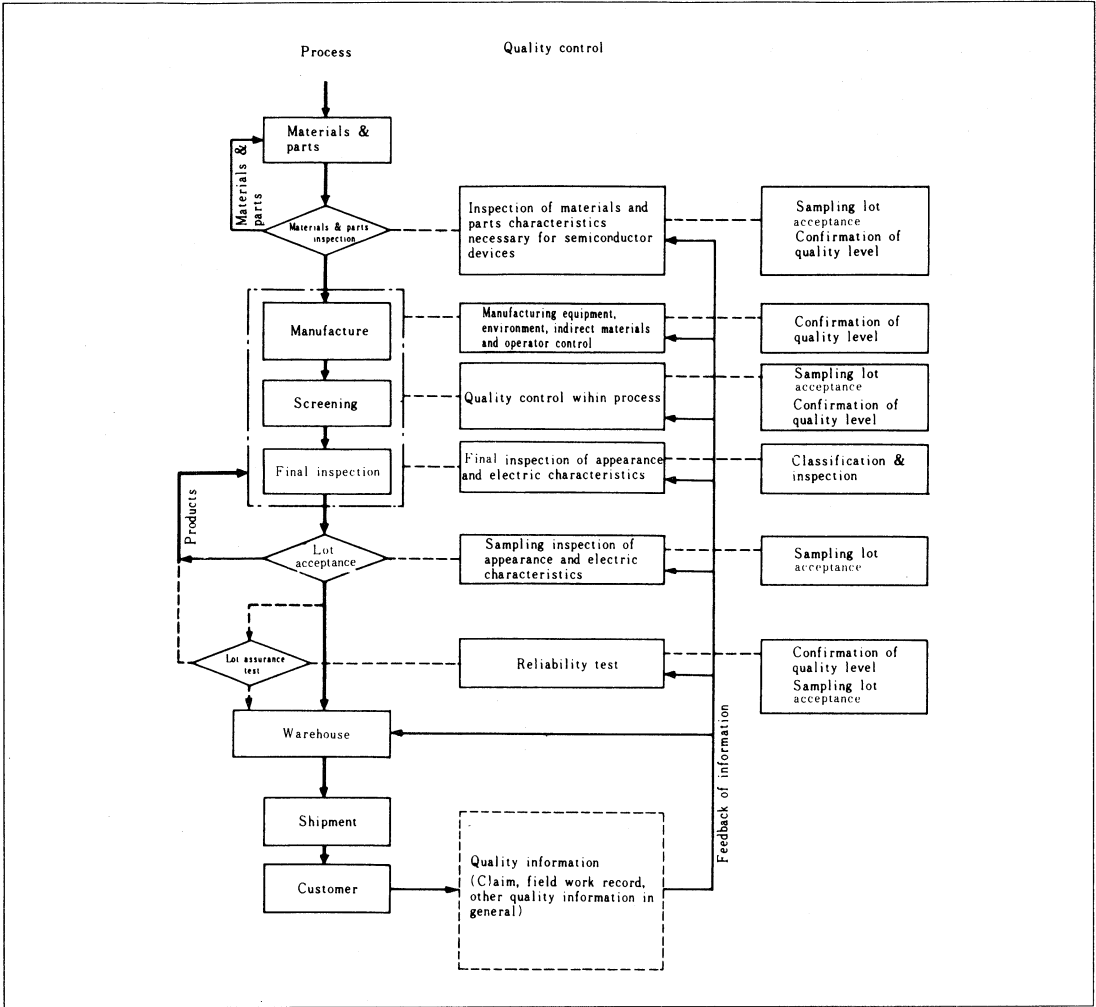 Process
Quality control
Materials &
parts
Materials &
parts
Materials & parts
inspection
Inspection of materials and
parts characteristics
necessary for semiconductor
devices
Sampling lot
acceptance
Confirmation of
quality level
Manufacture
Manufacturing equipment,
environment, indirect materials
and operator control
Confirmation of
quality level
Screening
Quality control wihin process
Sampling lot
acceptance
Confirmation of
quality level
Final inspection
Final inspection of appearance
and electric characteristics
Classification &
inspection
Products
Lot
acceptance
Sampling inspection of
appearance and electric
characteristics
Sampling lot
acceptance
Lot assurance
test
Reliability test
Confirmation of
quality level
Sampling lot
acceptance
Warehouse
Feedback of information
Shipment
Customer
Quality information
(C)aim, field work record,
other quality information in
general)